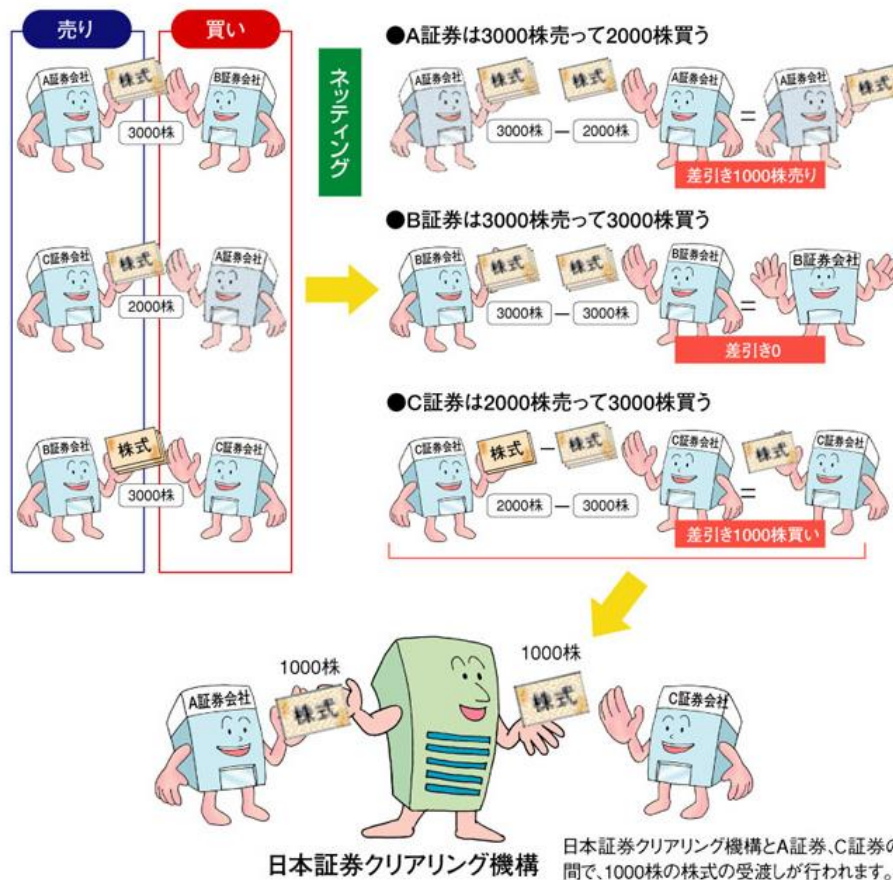 売り
買い
A証券会社
株式
B証券会社
3000株
C証券会社
株式
A証券会社
2000株
B証券会社
株式
C証券会社
3000株
ネッティング
●A証券は3000株売って2000株買う
A証券会社
株式
株式
A証券会社
=
A証券会社
株式
3000株 — 2000株
差引き1000株売り
●B証券は3000株売って3000株買う
B証券会社
株式
株式
B証券会社
=
B証券会社
3000株 — 3000株
差引き0
●C証券は2000株売って3000株買う
C証券会社
株式
—
株式
C証券会社
=
株式
C証券会社
2000株 — 3000株
差引き1000株買い
1000株
1000株
A証券会社
株式
株式
C証券会社
日本証券クリアリング機構
日本証券クリアリング機構とA証券、C証券の
間で、1000株の株式の受渡しが行われます。